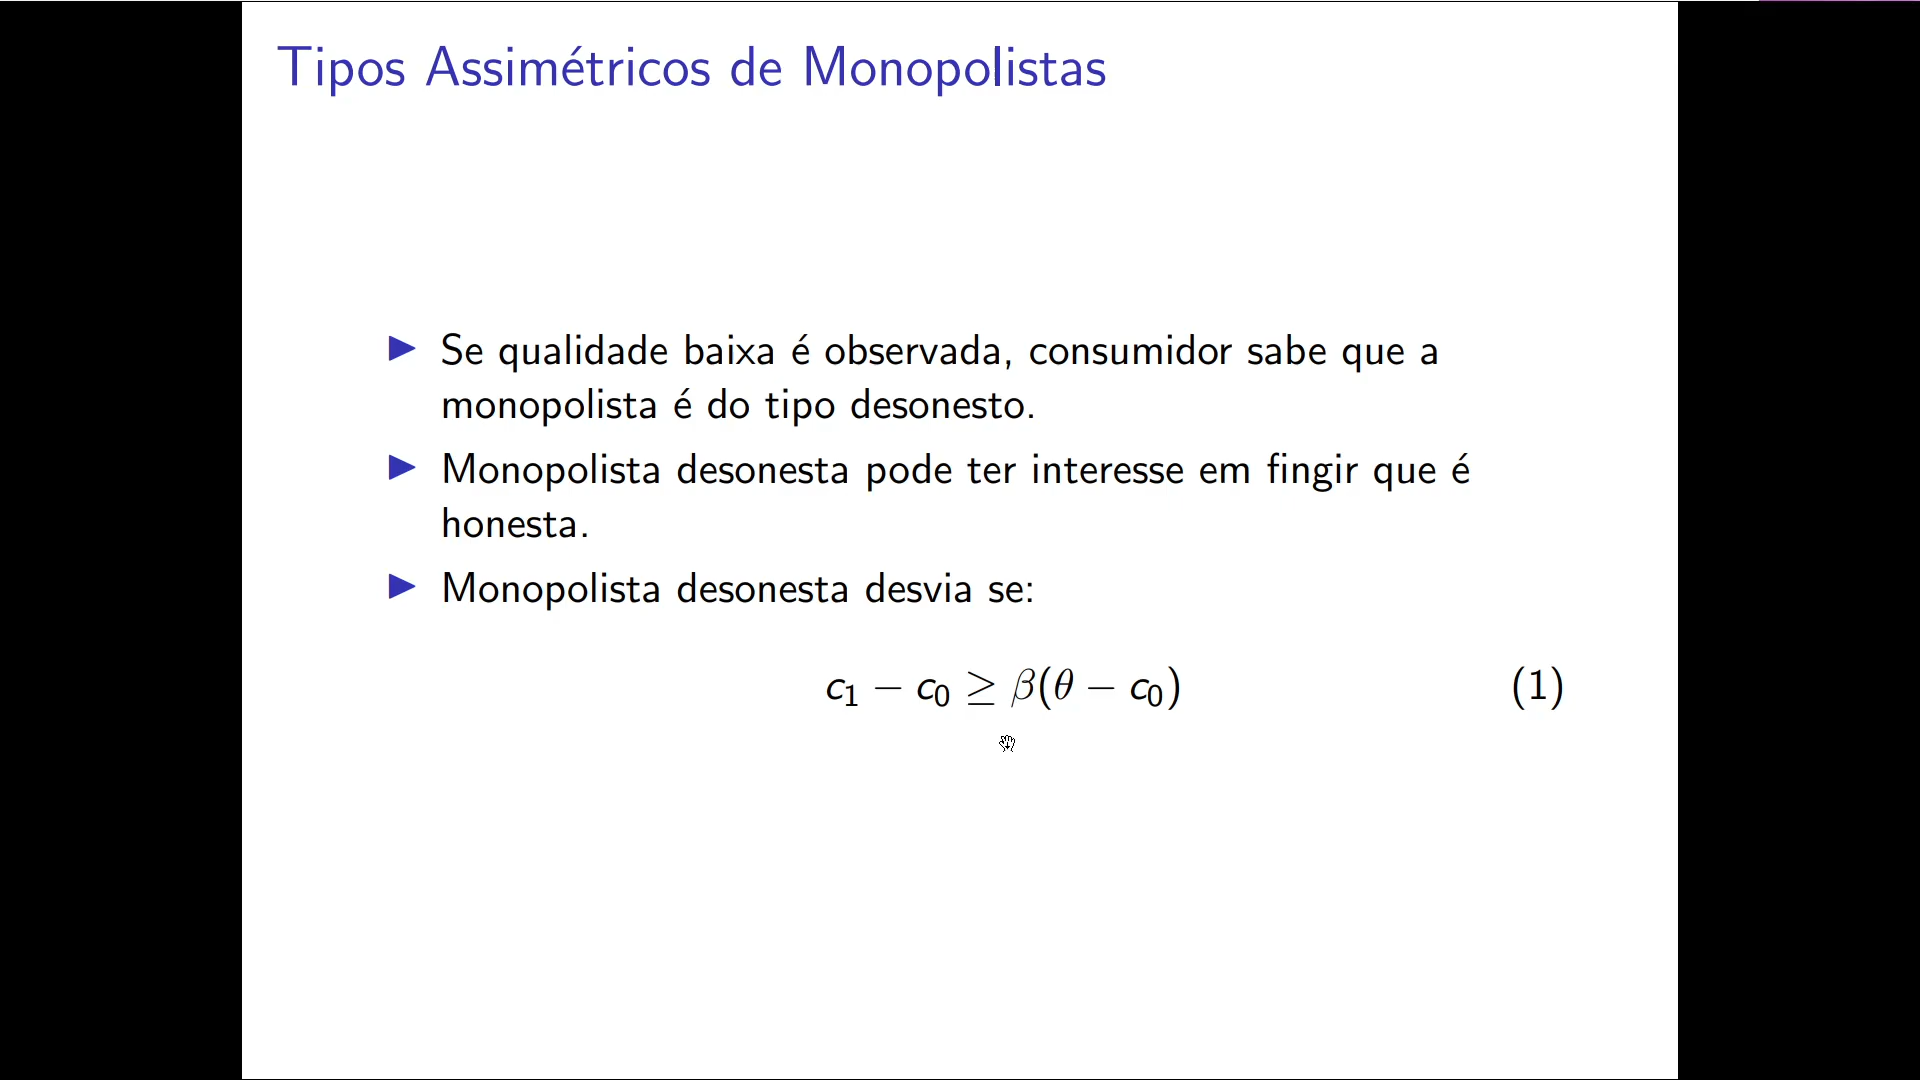 Tipos Assimétricos de Monopolistas
Se qualidade baixa é observada, consumidor sabe que a
monopolista é do tipo desonesto.
Monopolista desonesta pode ter interesse em fingir que é
honesta.
Monopolista desonesta desvia se:
c₁ − c₀ ≥ β(θ − c₀) (1)